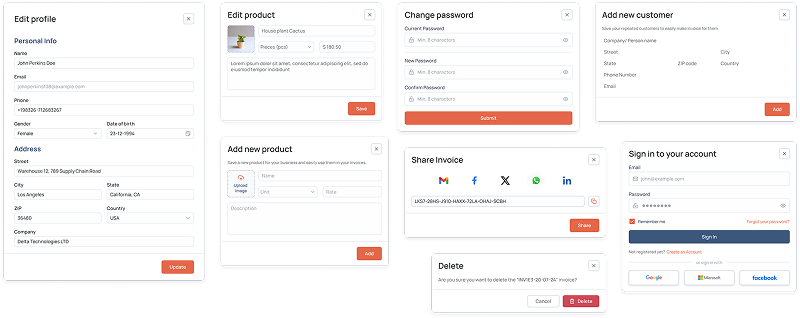 Edit profile
Personal Info
Name
John Perkins Doe
Email
Phone
+198326-712683267
Gender
Date of birth
Female
23-12-1994
Address
Street
Warehouse 12, 789 Supply Chain Road
City
State
Los Angeles
California, CA
ZIP
Country
36480
USA
Company
Delta Technologies LTD
Update
Edit product
House plant Cactus
Pieces (pcs)
$ 180.50
Lorem ipsum dolor sit amet, consectetur adipiscing elit, sed do
eiusmod tempor incididunt
Save
Add new product
Save a new product for your business and easily use them in your invoices.
Upload
Image
Name
Unit
Rate
Description
Add
Change password
Current Password
Min. 8 characters
New Password
Min. 8 characters
Confirm Password
Min. 8 characters
Submit
Share Invoice
LKS7-28HS-J910-HAXX-72LK-OHAJ-SCBH
Share
Delete
Are you sure you want to delete the "INV1E3-20-07-24" Invoice?
Cancel
Delete
Add new customer
Save your repeated customers to easily make invoice for them.
Company/Person name
Street
City
State
ZIP code
Country
Phone Number
Email
Add
Sign in to your account
Email
john@example.com
Password
Remember me
Forgot your password?
Sign in
Not registered yet? Create an Account
or sign in with
Google
Microsoft
facebook